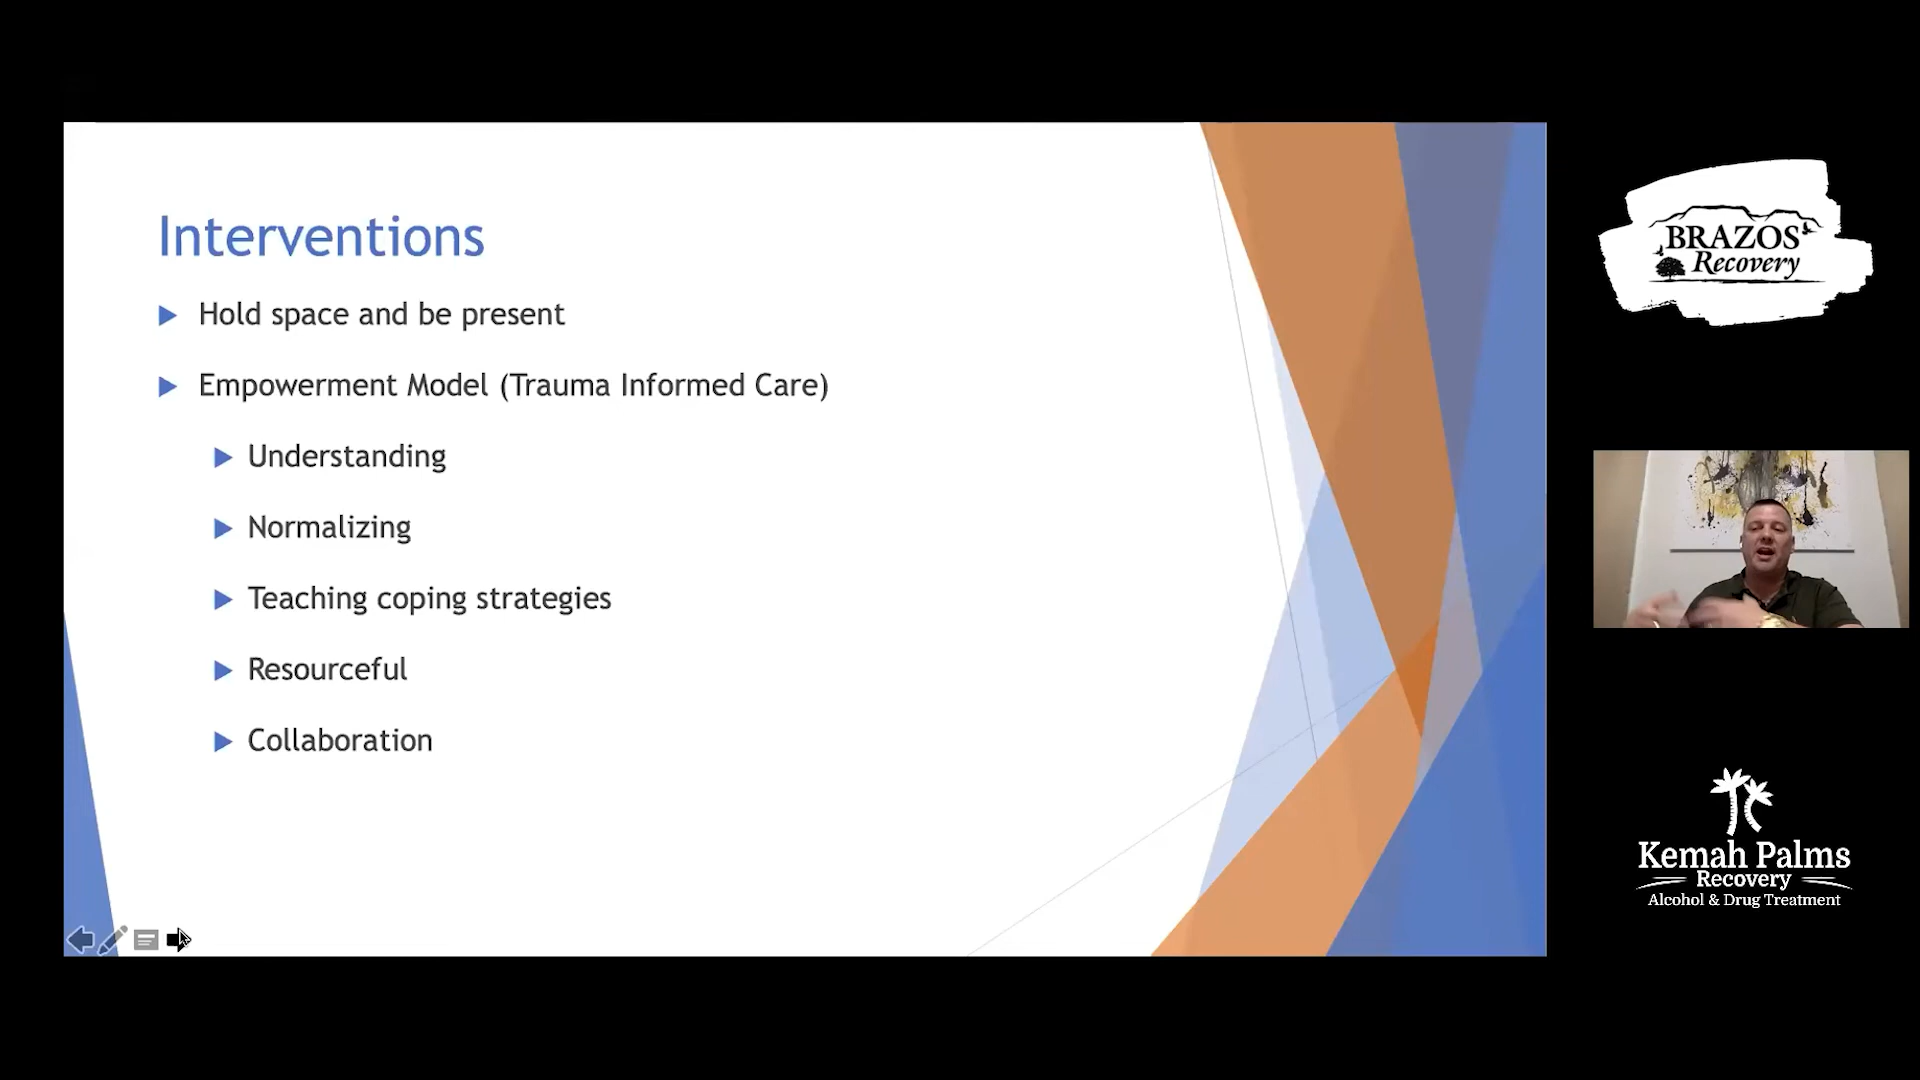 Interventions
Hold space and be present
Empowerment Model (Trauma Informed Care)
Understanding
Normalizing
Teaching coping strategies
Resourceful
Collaboration
BRAZOS
Recovery
Kemah Palms
Recovery
Alcohol & Drug Treatment